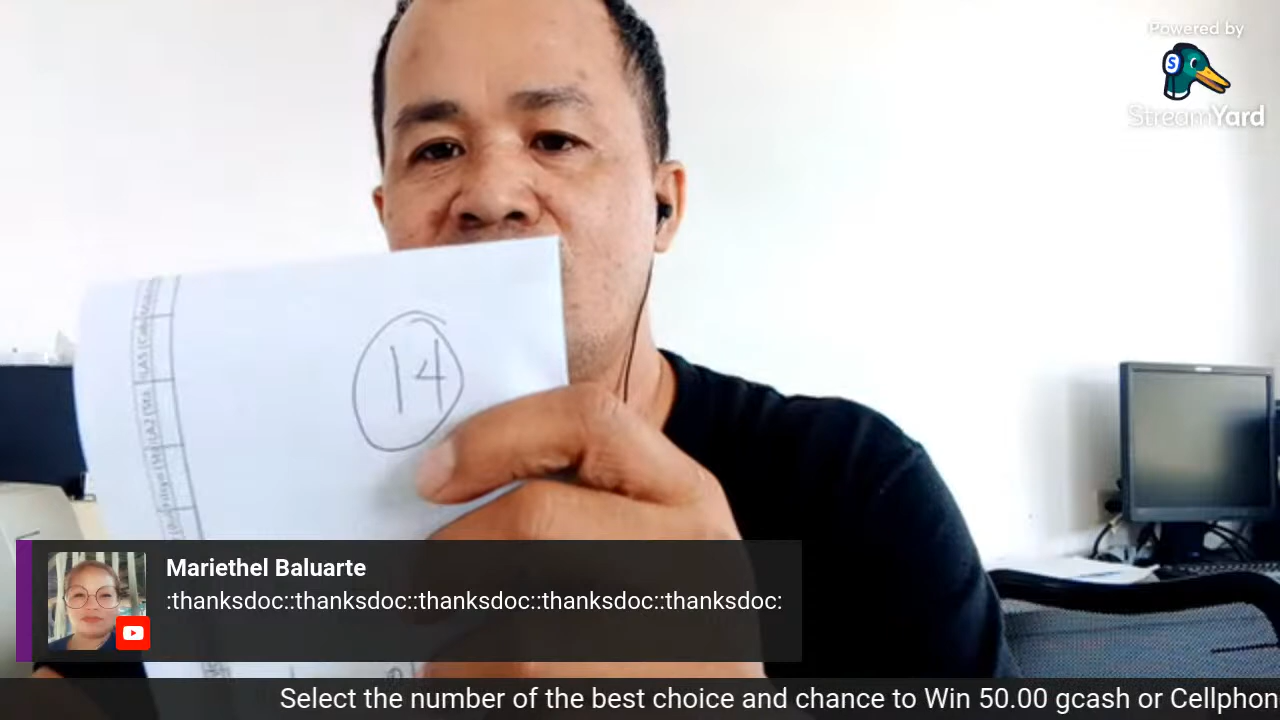 Powered by
S
StreamYard
14
Mariethel Baluarte
:thanksdoc::thanksdoc::thanksdoc::thanksdoc::thanksdoc:
Select the number of the best choice and chance to Win 50.00 gcash or Cellphon